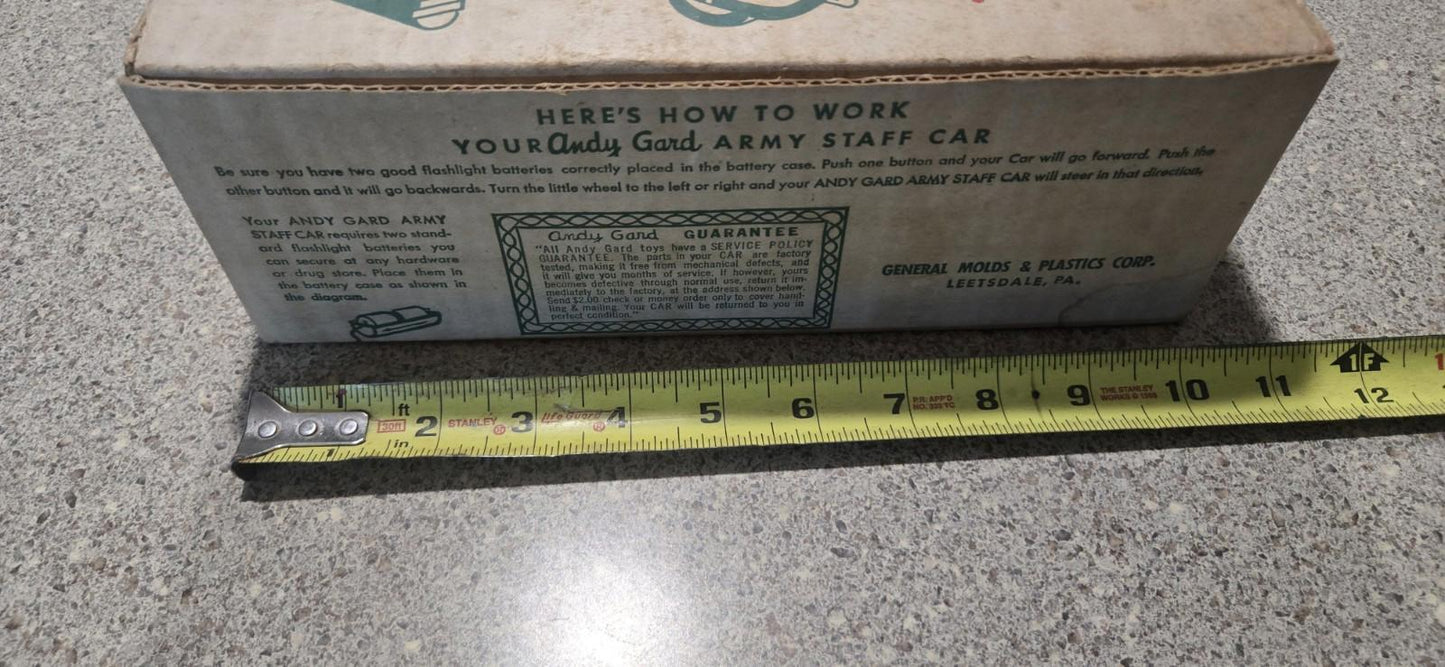 HERE'S HOW TO WORK
YOUR Andy Gard ARMY STAFF CAR
Be sure you have two good flashlight batteries correctly placed in the battery case. Push one button and your Car will go forward. Push the
other button and it will go backwards. Turn the little wheel to the left or right and your ANDY GARD ARMY STAFF CAR will steer in that direction.
Your ANDY GARD ARMY
STAFF CAR requires two stand-
ard flashlight batteries you
can secure at any hardware
or drug store. Place them in
the battery case as shown in
the diagram.
Andy Gard GUARANTEE
"All Andy Gard toys have a SERVICE POLICY
GUARANTEE. The parts in your CAR are factory
tested, making it free from mechanical defects, and
it will give you months of service. If however, yours
becomes defective through normal use, return it im-
mediately to the factory, at the address shown below.
Send $2.00 check or money order only to cover hand-
ling & mailing. Your CAR will be returned to you in
perfect condition."
GENERAL MOLDS & PLASTICS CORP.
LEETSDALE, PA.
1 30ft ft in 2 STANLEY 3 Life Guard 4 5 6 7 8 9 THE STANLEY WORKS 10 11 1F 12